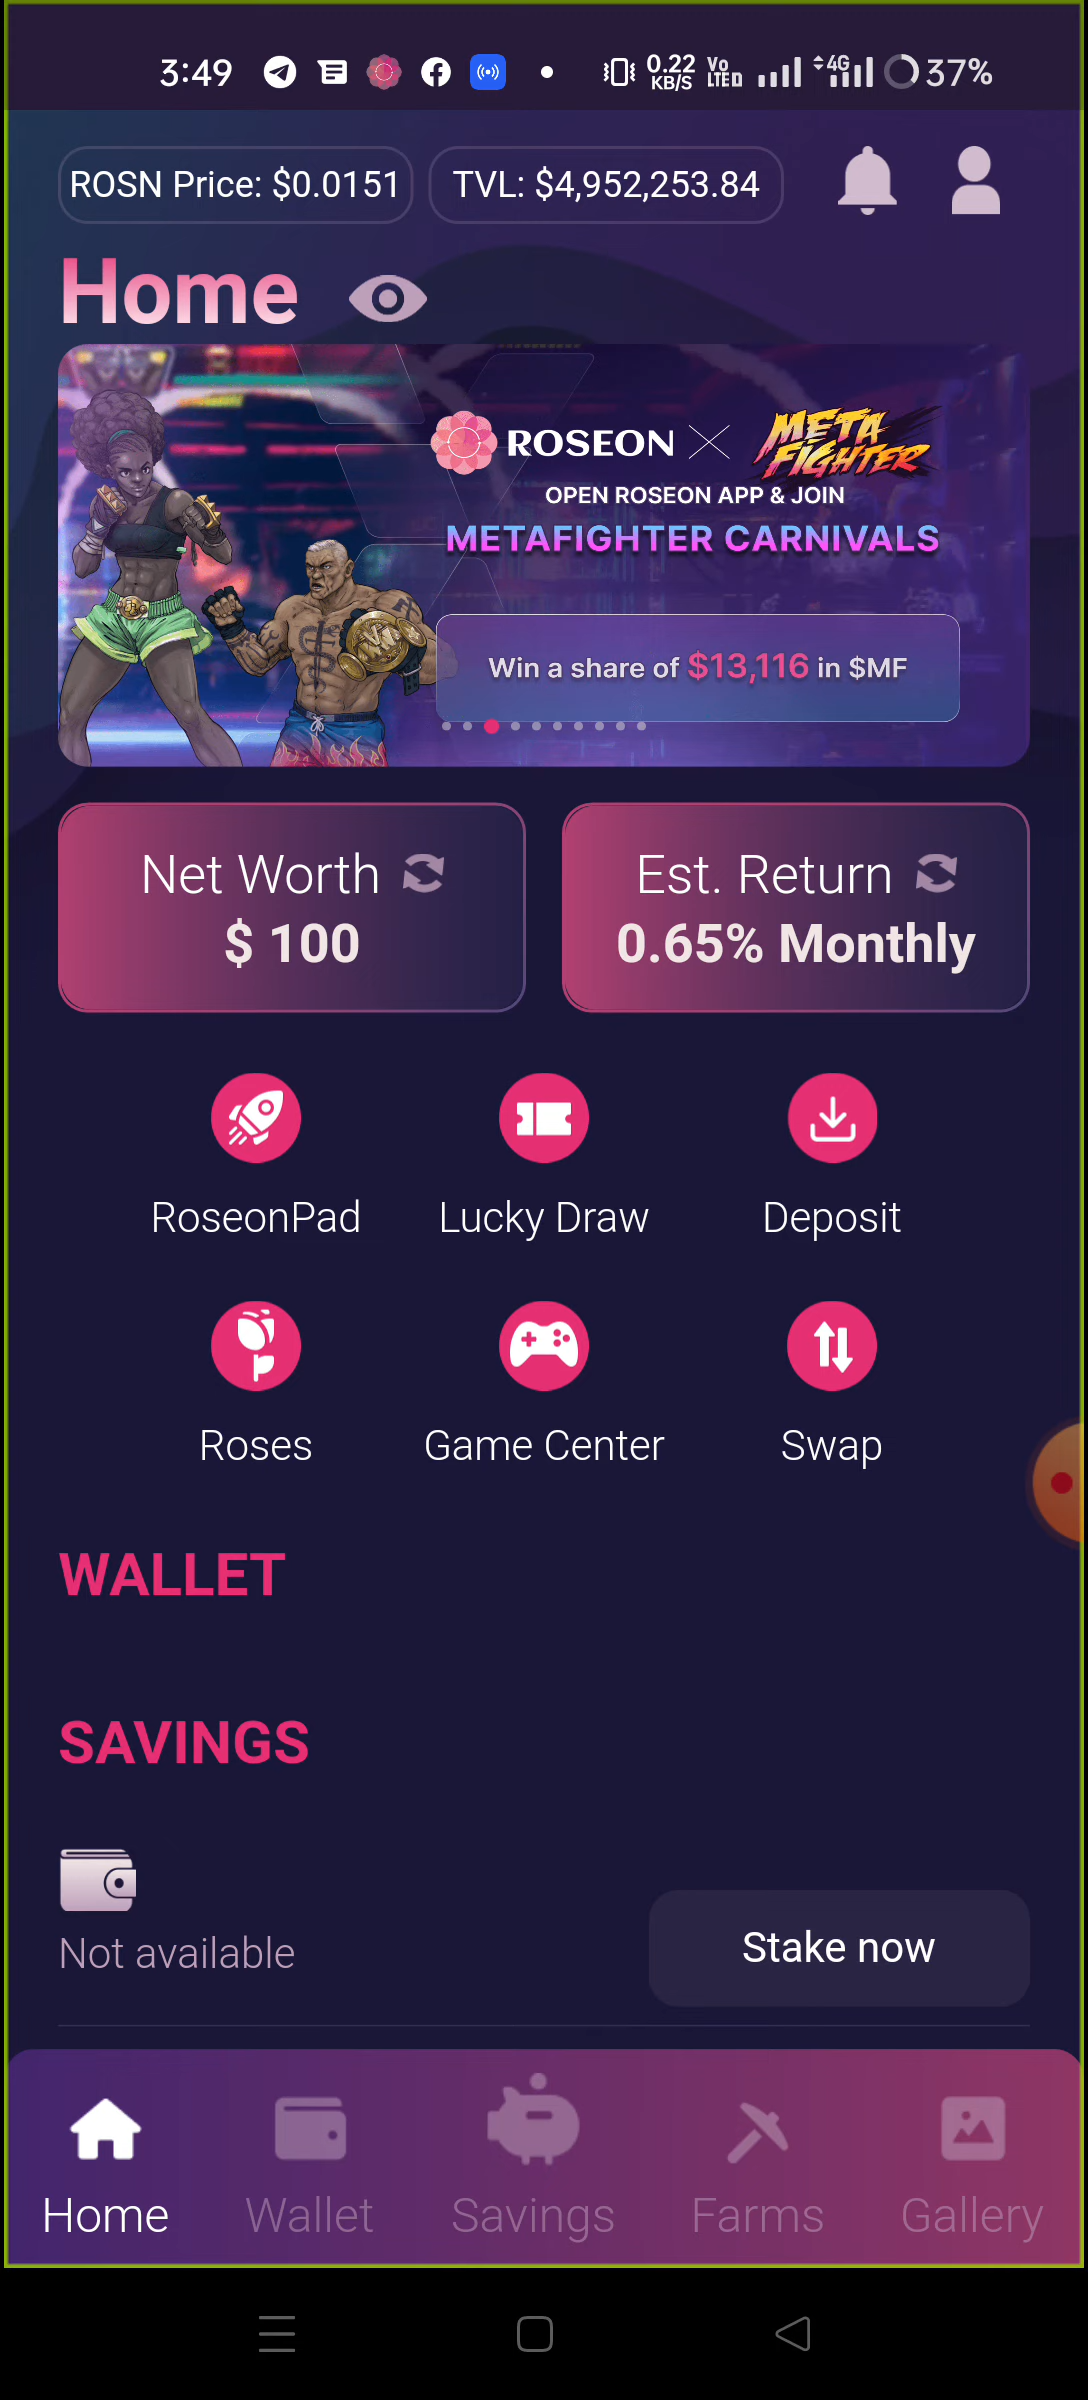 3:49
0.22
KB/S
Vo
LTE
4G
37%
ROSN Price: $0.0151
TVL: $4,952,253.84
Home
ROSEON
META
FIGHTER
OPEN ROSEON APP & JOIN
METAFIGHTER CARNIVALS
Win a share of $13,116 in $MF
Net Worth
$ 100
Est. Return
0.65% Monthly
RoseonPad
Lucky Draw
Deposit
Roses
Game Center
Swap
WALLET
SAVINGS
Not available
Stake now
Home
Wallet
Savings
Farms
Gallery